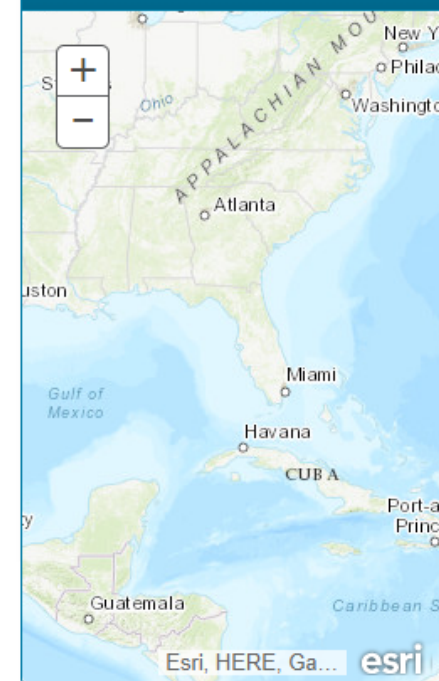 New Y
Philad
Washingto
+
S
Ohio
−
APPALACHIAN MOU
Atlanta
uston
Miami
Gulf of
Mexico
Havana
CUBA
Port-a
Princ
Guatemala
Caribbean S
Esri, HERE, Ga...
esri